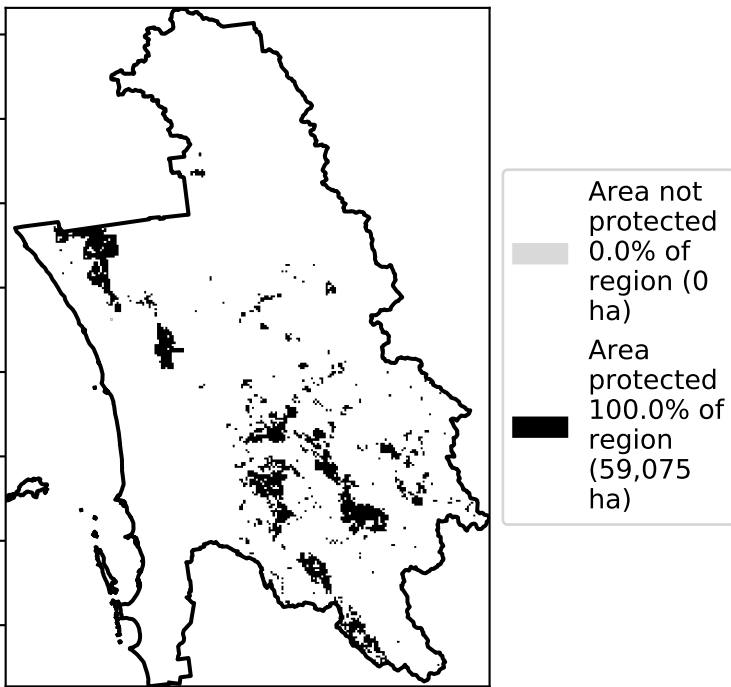 Area not
protected
0.0% of
region (0
ha)
Area
protected
100.0% of
region
(59,075
ha)